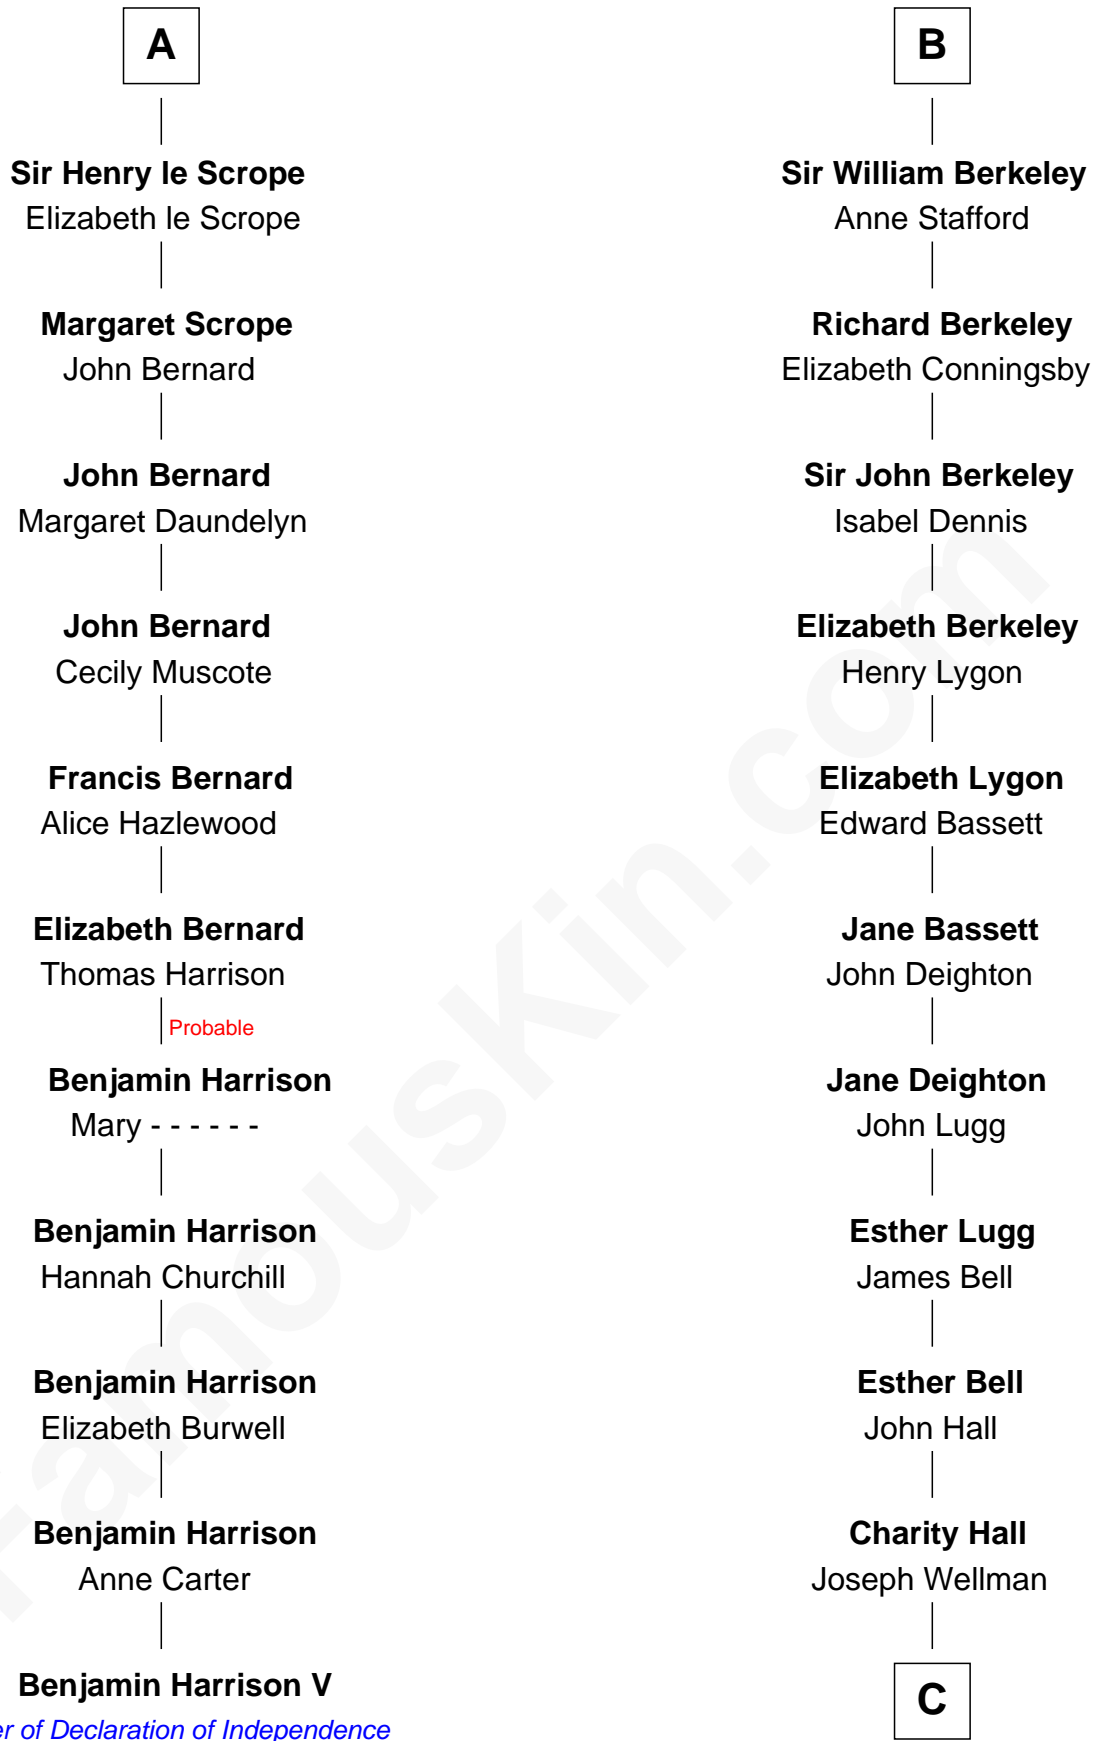 A
Sir Henry le Scrope
Elizabeth le Scrope
Margaret Scrope
John Bernard
John Bernard
Margaret Daundelyn
John Bernard
Cecily Muscote
Francis Bernard
Alice Hazlewood
Elizabeth Bernard
Thomas Harrison
Probable
Benjamin Harrison
Mary - - - - - -
Benjamin Harrison
Hannah Churchill
Benjamin Harrison
Elizabeth Burwell
Benjamin Harrison
Anne Carter
Benjamin Harrison V
er of Declaration of Independence
B
Sir William Berkeley
Anne Stafford
Richard Berkeley
Elizabeth Conningsby
Sir John Berkeley
Isabel Dennis
Elizabeth Berkeley
Henry Lygon
Elizabeth Lygon
Edward Bassett
Jane Bassett
John Deighton
Jane Deighton
John Lugg
Esther Lugg
James Bell
Esther Bell
John Hall
Charity Hall
Joseph Wellman
C
FamousKin.com